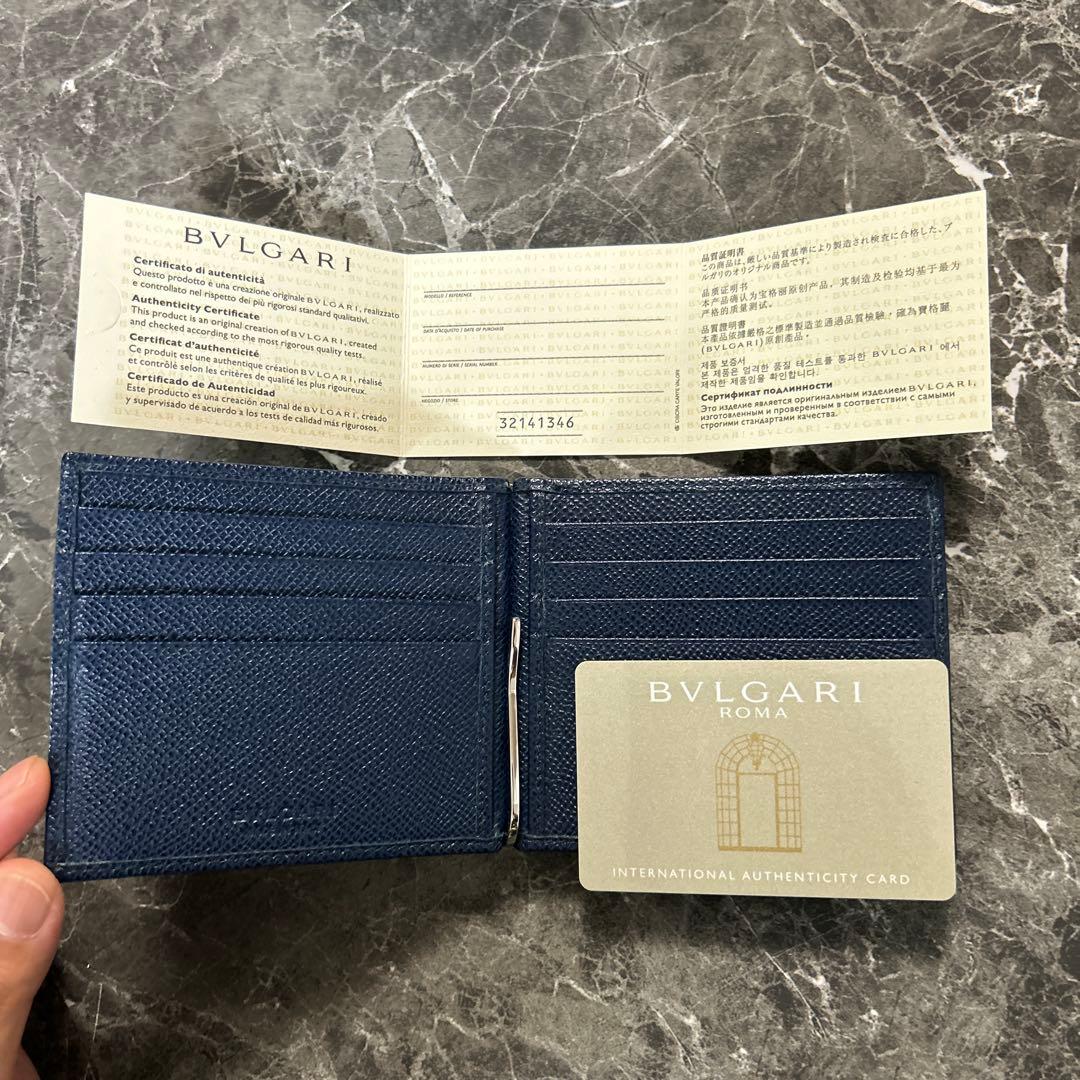 BVLGARI
Certificato di autenticità
Questo prodotto è una creazione originale BVLGARI, realizzato
e controllato nel rispetto dei più rigorosi standard qualitativi.
Authenticity Certificate
This product is an original creation of BVLGARI, created
and checked according to the most rigorous quality tests.
Certificat d'authenticité
Ce produit est une authentique création BVLGARI, réalisé
et contrôlé selon les critères de qualité les plus rigoureux.
Certificado de Autenticidad
Este producto es una creación original de BVLGARI, creado
y supervisado de acuerdo a los tests de calidad más rigurosos.
MODELLO / REFERENCE
DATA D'ACQUISTO / DATE OF PURCHASE
NUMERO DI SERIE / SERIAL NUMBER
NEGOZIO / STORE
32141346
品質証明書
この商品は、厳しい品質基準により製造され検査に合格した、ブ
ルガリのオリジナル商品です。
品质证明书
本产品确认为宝格丽原创产品，其制造及检验均基于最为
严格的质量测试。
品質證明書
本產品依據嚴格之標準製造並通過品質檢驗，確為寶格麗
(BVLGARI)原創產品。
제품 보증서
본 제품은 엄격한 품질 테스트를 통과한 BVLGARI 에서
제작한 제품임을 확인합니다.
Сертификат подлинности
Это изделие является оригинальным изделием BVLGARI,
изготовленным и проверенным в соответствии с самыми
строгими стандартами качества.
BVLGARI
ROMA
INTERNATIONAL AUTHENTICITY CARD